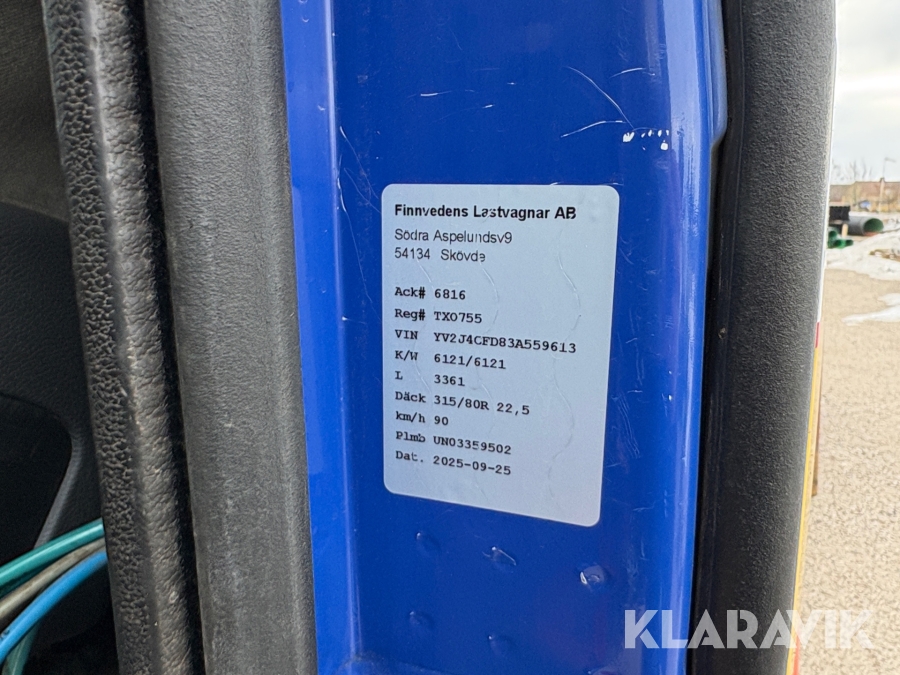 Finnvedens Lastvagnar AB
Södra Aspelundsv9
54134 Skövde
Ack# 6816
Reg# TXO755
VIN YV2J4CFD83A559613
K/W 6121/6121
L 3361
Däck 315/80R 22,5
km/h 90
Plmb UN03359502
Dat. 2025-09-25
KLARAVIK